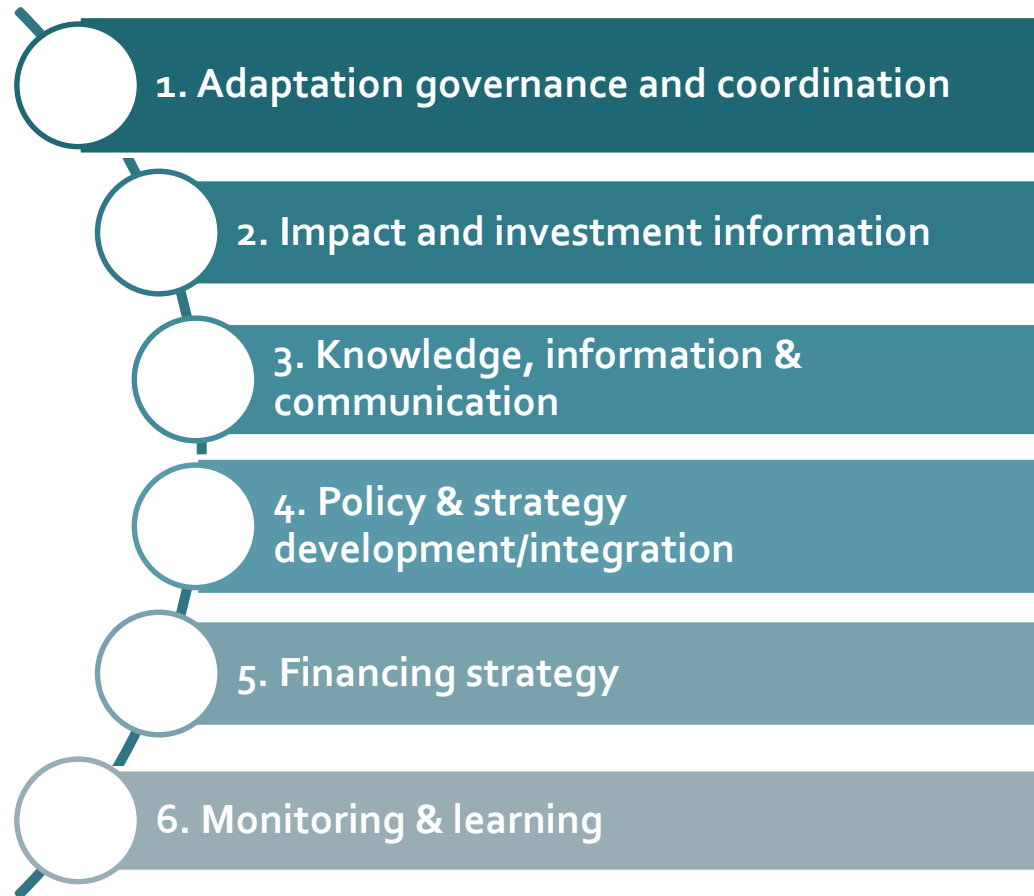 1. Adaptation governance and coordination
2. Impact and investment information
3. Knowledge, information &
communication
4. Policy & strategy
development/integration
5. Financing strategy
6. Monitoring & learning